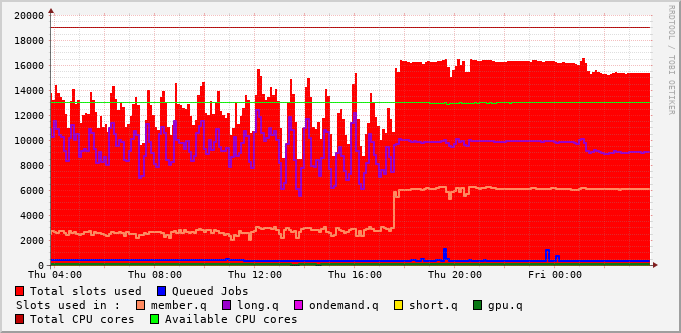 20000
18000
16000
14000
12000
10000
8000
6000
4000
2000
0
Thu 04:00 Thu 08:00 Thu 12:00 Thu 16:00 Thu 20:00 Fri 00:00
Total slots used Queued Jobs
Slots used in : member.q long.q ondemand.q short.q gpu.q
Total CPU cores Available CPU cores
RRDTOOL / TOBI OETIKER